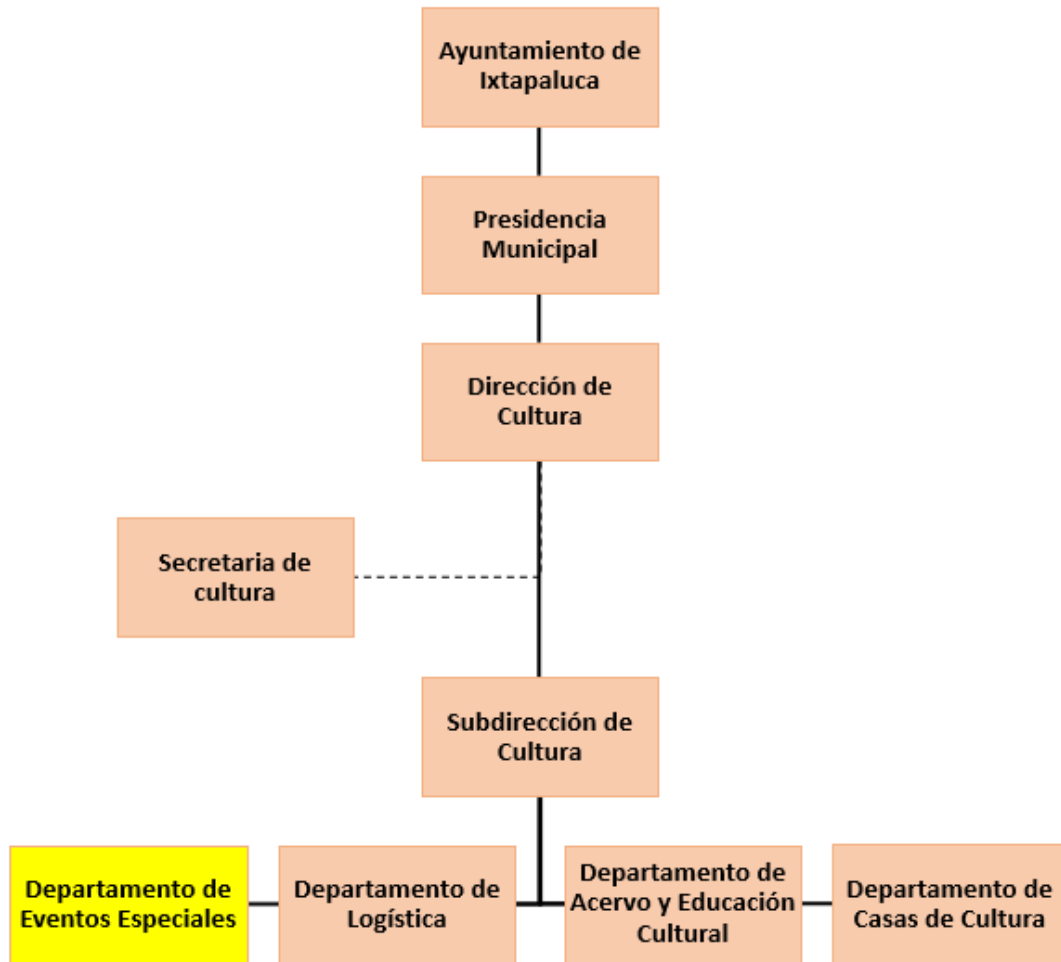 Ayuntamiento de
Ixtapaluca
Presidencia
Municipal
Dirección de
Cultura
Secretaria de
cultura
Subdirección de
Cultura
Departamento de
Eventos Especiales
Departamento de
Logística
Departamento de
Acervo y Educación
Cultural
Departamento de
Casas de Cultura